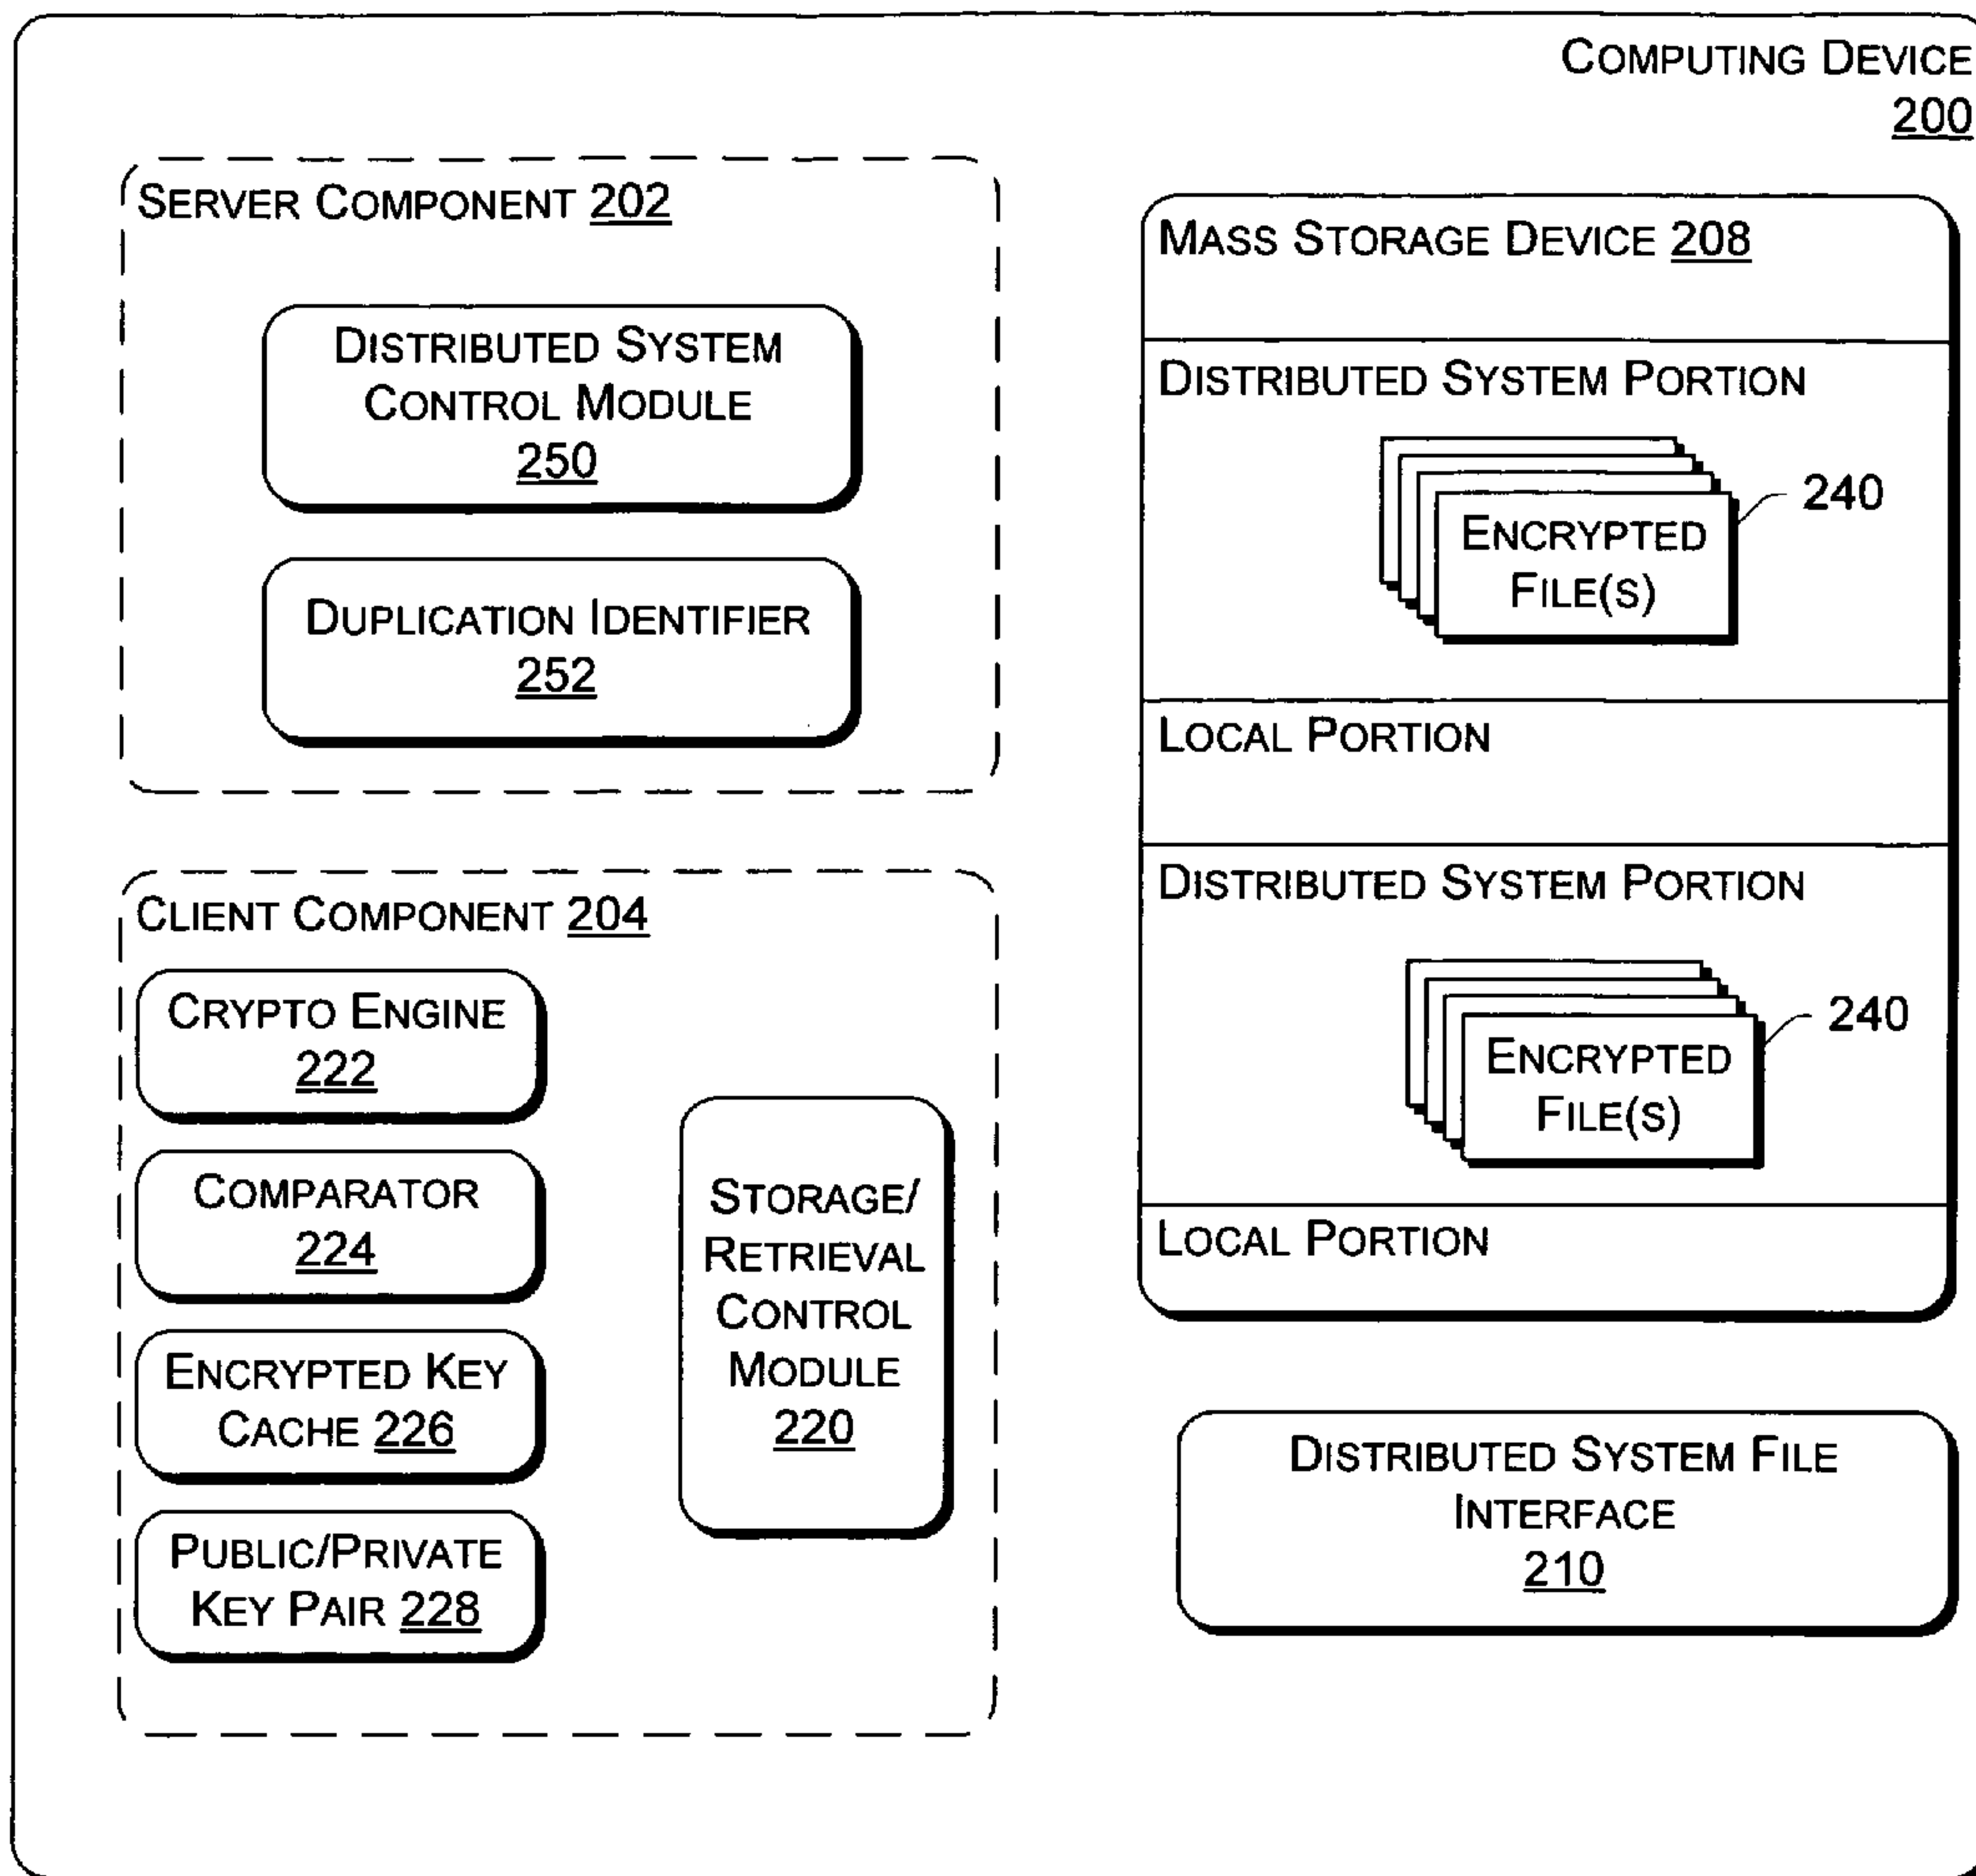 COMPUTING DEVICE
200
SERVER COMPONENT 202
DISTRIBUTED SYSTEM
CONTROL MODULE
250
DUPLICATION IDENTIFIER
252
CLIENT COMPONENT 204
CRYPTO ENGINE
222
COMPARATOR
224
ENCRYPTED KEY
CACHE 226
PUBLIC/PRIVATE
KEY PAIR 228
STORAGE/
RETRIEVAL
CONTROL
MODULE
220
MASS STORAGE DEVICE 208
DISTRIBUTED SYSTEM PORTION
240
ENCRYPTED
FILE(S)
LOCAL PORTION
DISTRIBUTED SYSTEM PORTION
240
ENCRYPTED
FILE(S)
LOCAL PORTION
DISTRIBUTED SYSTEM FILE
INTERFACE
210